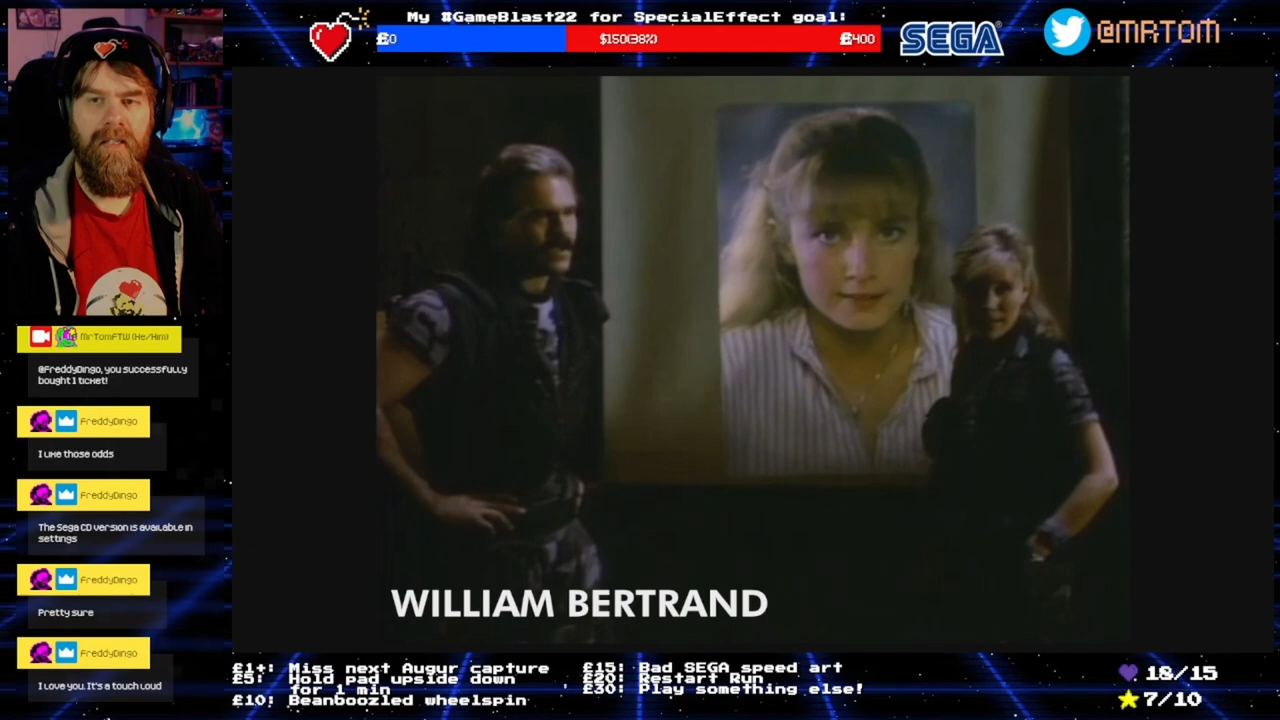 My #GameBlast22 for SpecialEffect goal:
£0
$150(38%)
£400
SEGA
@MRTOM
MrTomFTW (He/Him)
@FreddyDingo, you successfully
bought 1 ticket!
FreddyDingo
I like those odds
FreddyDingo
The Sega CD version is available in
settings
FreddyDingo
Pretty sure
FreddyDingo
I love you. It's a touch loud
WILLIAM BERTRAND
£1+: Miss next Augur capture
£5: Hold pad upside down
for 1 min
£10: Beanboozled wheelspin
£15: Bad SEGA speed art
£20: Restart Run
£30: Play something else!
18/15
7/10